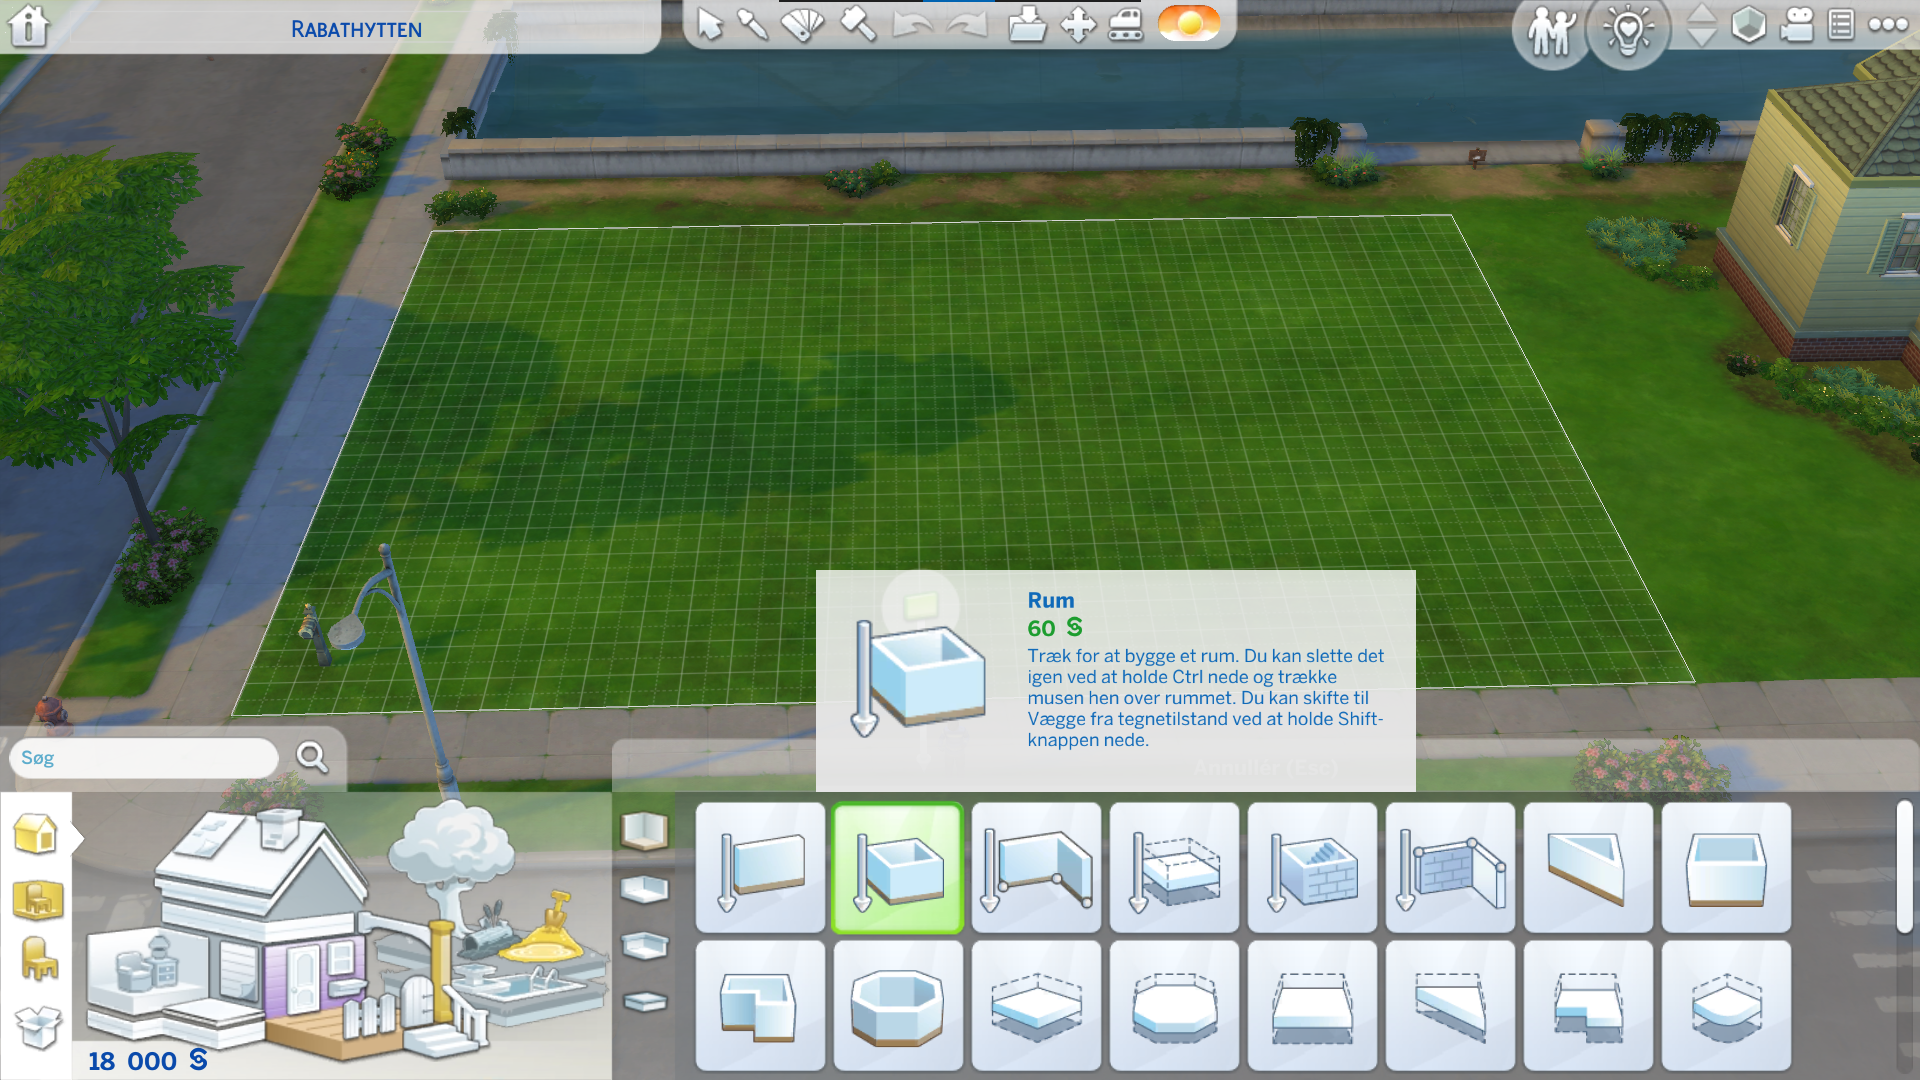 RABATHYTTEN
Rum
60 §
Træk for at bygge et rum. Du kan slette det
igen ved at holde Ctrl nede og trække
musen hen over rummet. Du kan skifte til
Vægge fra tegnetilstand ved at holde Shift-
knappen nede.
Annullér (Esc)
Søg
18 000 §